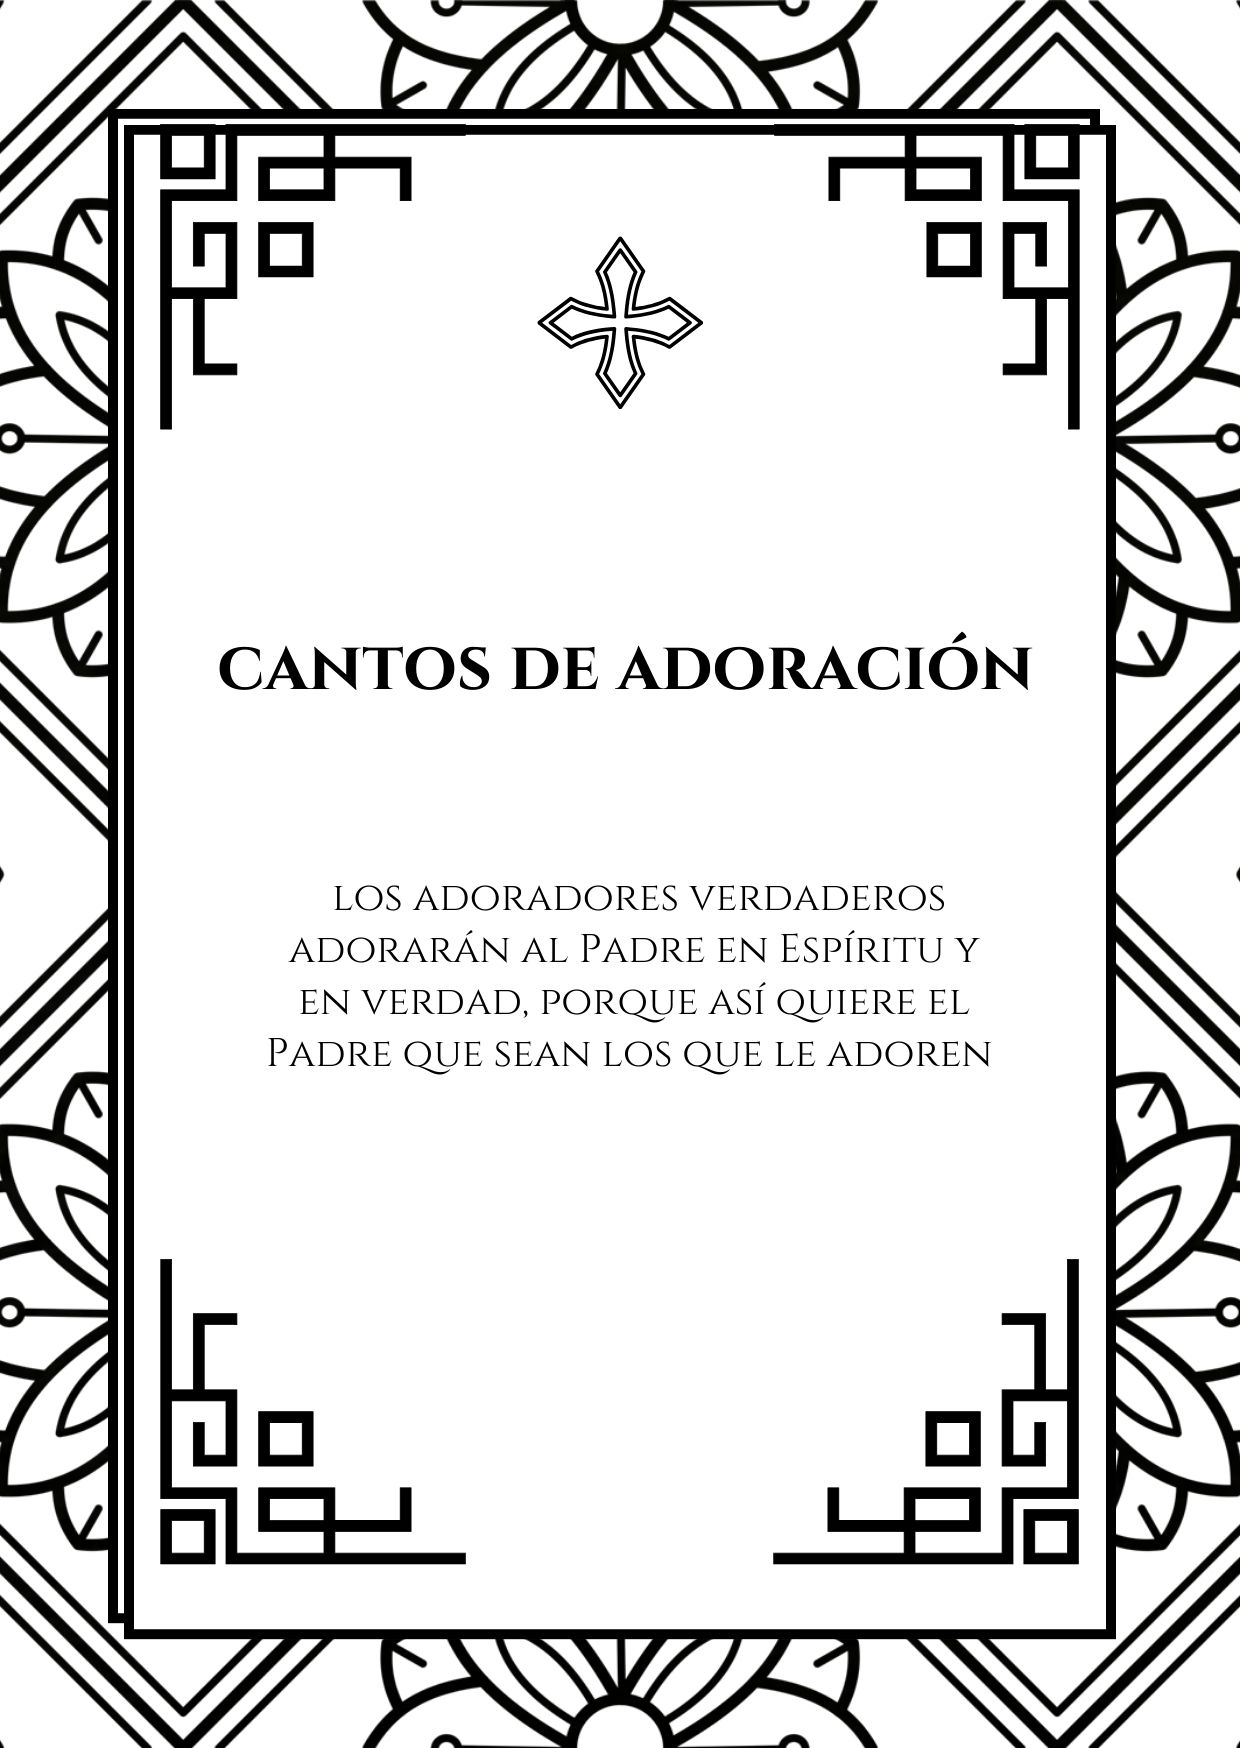 CANTOS DE ADORACIÓN
LOS ADORADORES VERDADEROS
ADORARÁN AL PADRE EN ESPÍRITU Y
EN VERDAD, PORQUE ASÍ QUIERE EL
PADRE QUE SEAN LOS QUE LE ADOREN